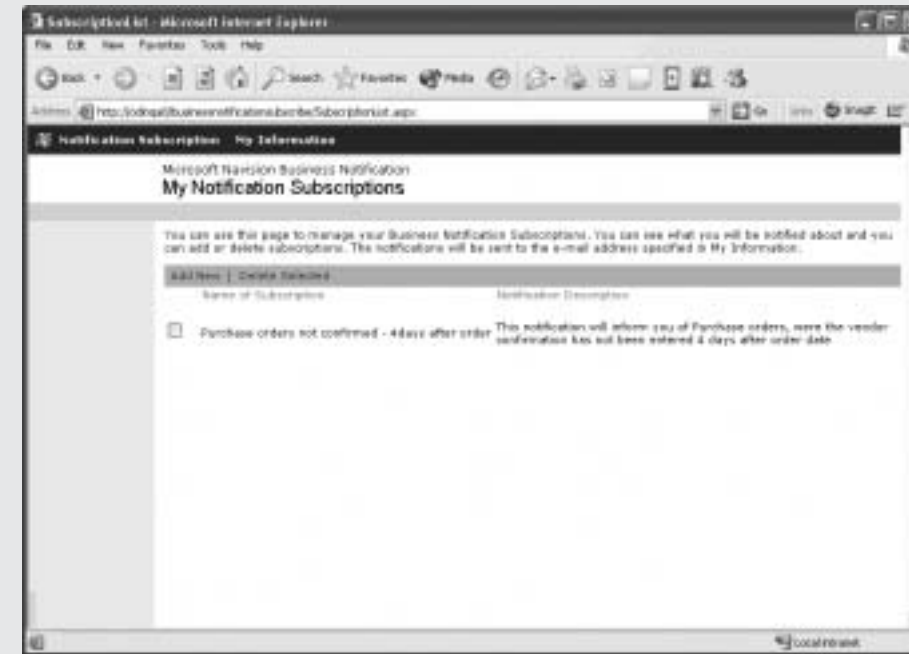 SubscriptionList - Microsoft Internet Explorer
File Edit View Favorites Tools Help
Back Search Favorites Media
Address
Go Links
Notification Subscription My Information
Microsoft Navision Business Notification
My Notification Subscriptions
You can use this page to manage your Business Notification Subscriptions. You can see what you will be notified about and you
can add or delete subscriptions. The notifications will be sent to the e-mail address specified in My Information.
Add New | Delete Selected
Name of Subscription Notification Description
Purchase orders not confirmed - 4days after order This notification will inform you of Purchase orders, were the vendor
confirmation has not been entered 4 days after order date
Local intranet